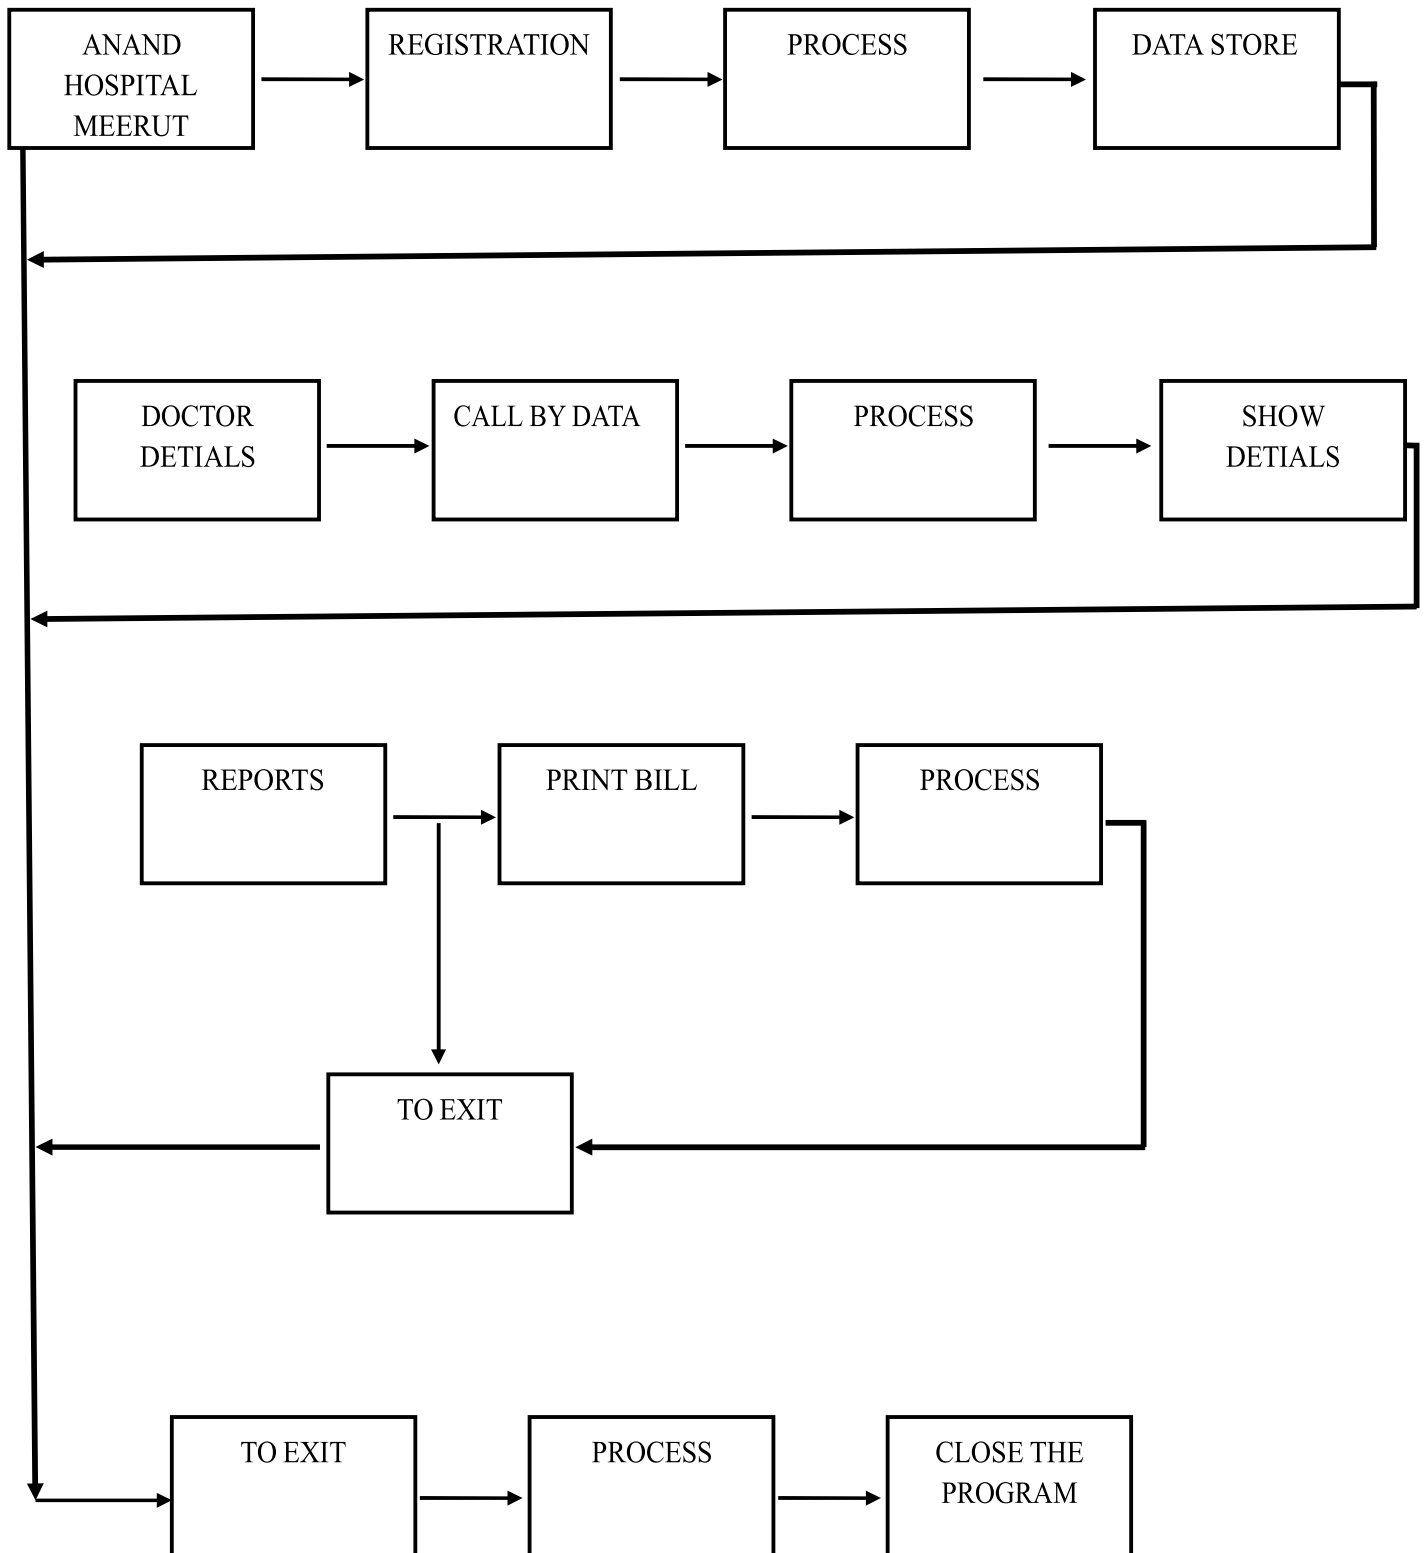 ANAND
HOSPITAL
MEERUT
REGISTRATION
PROCESS
DATA STORE
DOCTOR
DETIALS
CALL BY DATA
PROCESS
SHOW
DETIALS
REPORTS
PRINT BILL
PROCESS
TO EXIT
TO EXIT
PROCESS
CLOSE THE
PROGRAM